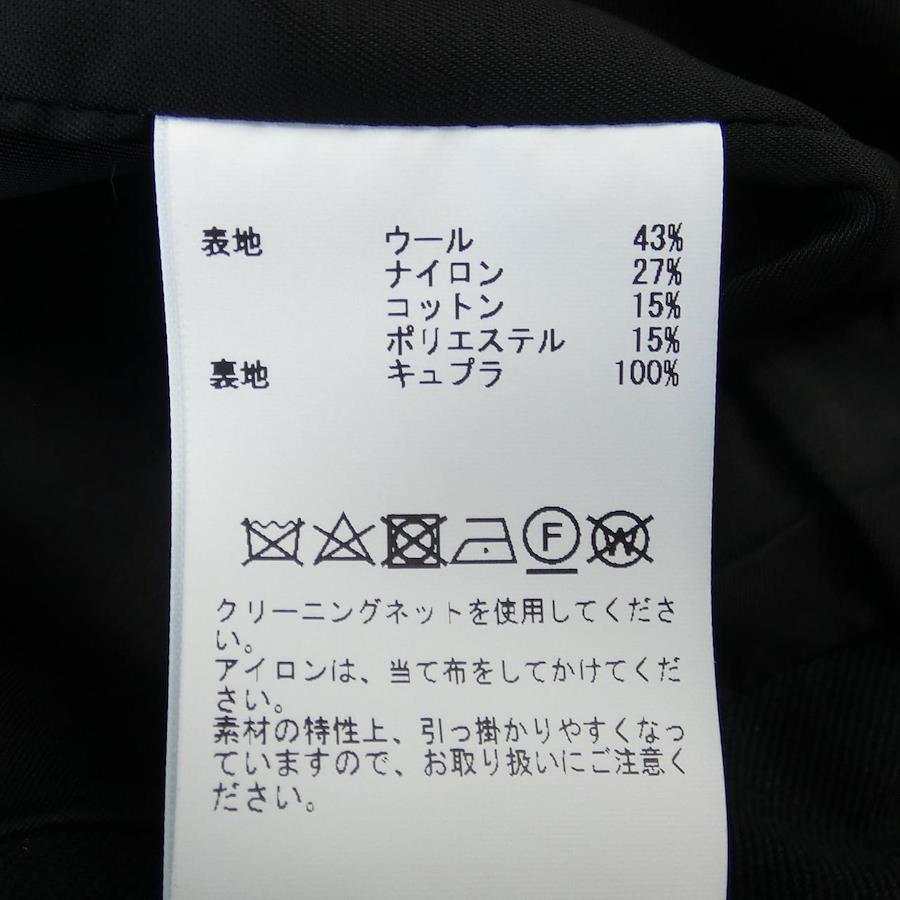 表地 ウール 43%
ナイロン 27%
コットン 15%
ポリエステル 15%
裏地 キュプラ 100%
F W
クリーニングネットを使用してくださ
い。
アイロンは、当て布をしてかけてくだ
さい。
素材の特性上、引っ掛かりやすくなっ
ていますので、お取り扱いにご注意く
ださい。